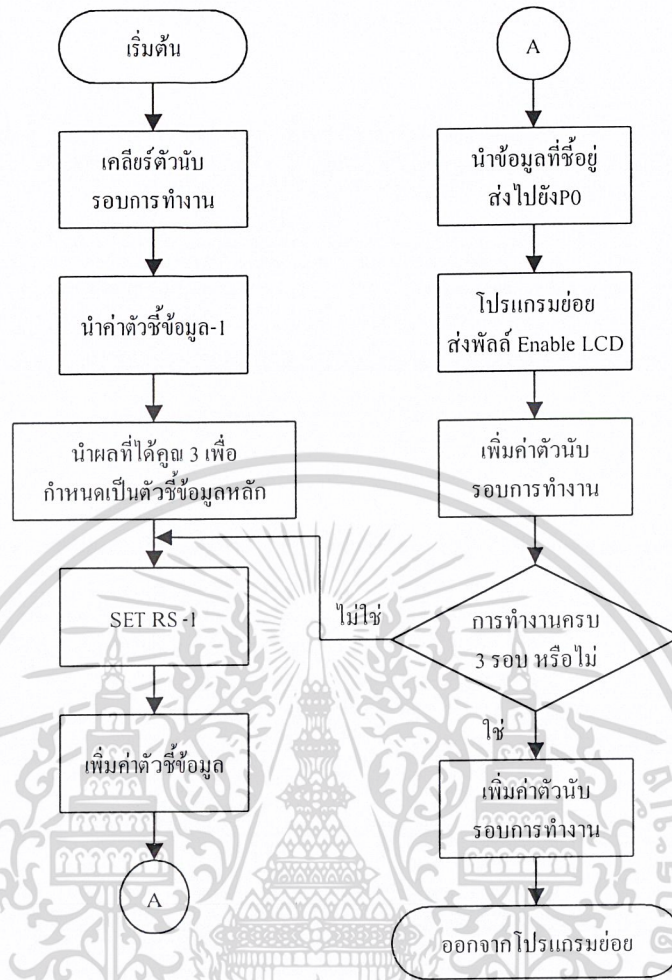 เริ่มต้น
เคลียร์ตัวนับ
รอบการทำงาน
นำค่าตัวชี้ข้อมูล-1
นำผลที่ได้คูณ 3 เพื่อ
กำหนดเป็นตัวชี้ข้อมูลหลัก
SET RS -1
เพิ่มค่าตัวชี้ข้อมูล
A
A
นำข้อมูลที่ชี้อยู่
ส่งไปยังP0
โปรแกรมย่อย
ส่งพัลล์ Enable LCD
เพิ่มค่าตัวนับ
รอบการทำงาน
การทำงานครบ
3 รอบ หรือไม่
ไม่ใช่
ใช่
เพิ่มค่าตัวนับ
รอบการทำงาน
ออกจากโปรแกรมย่อย